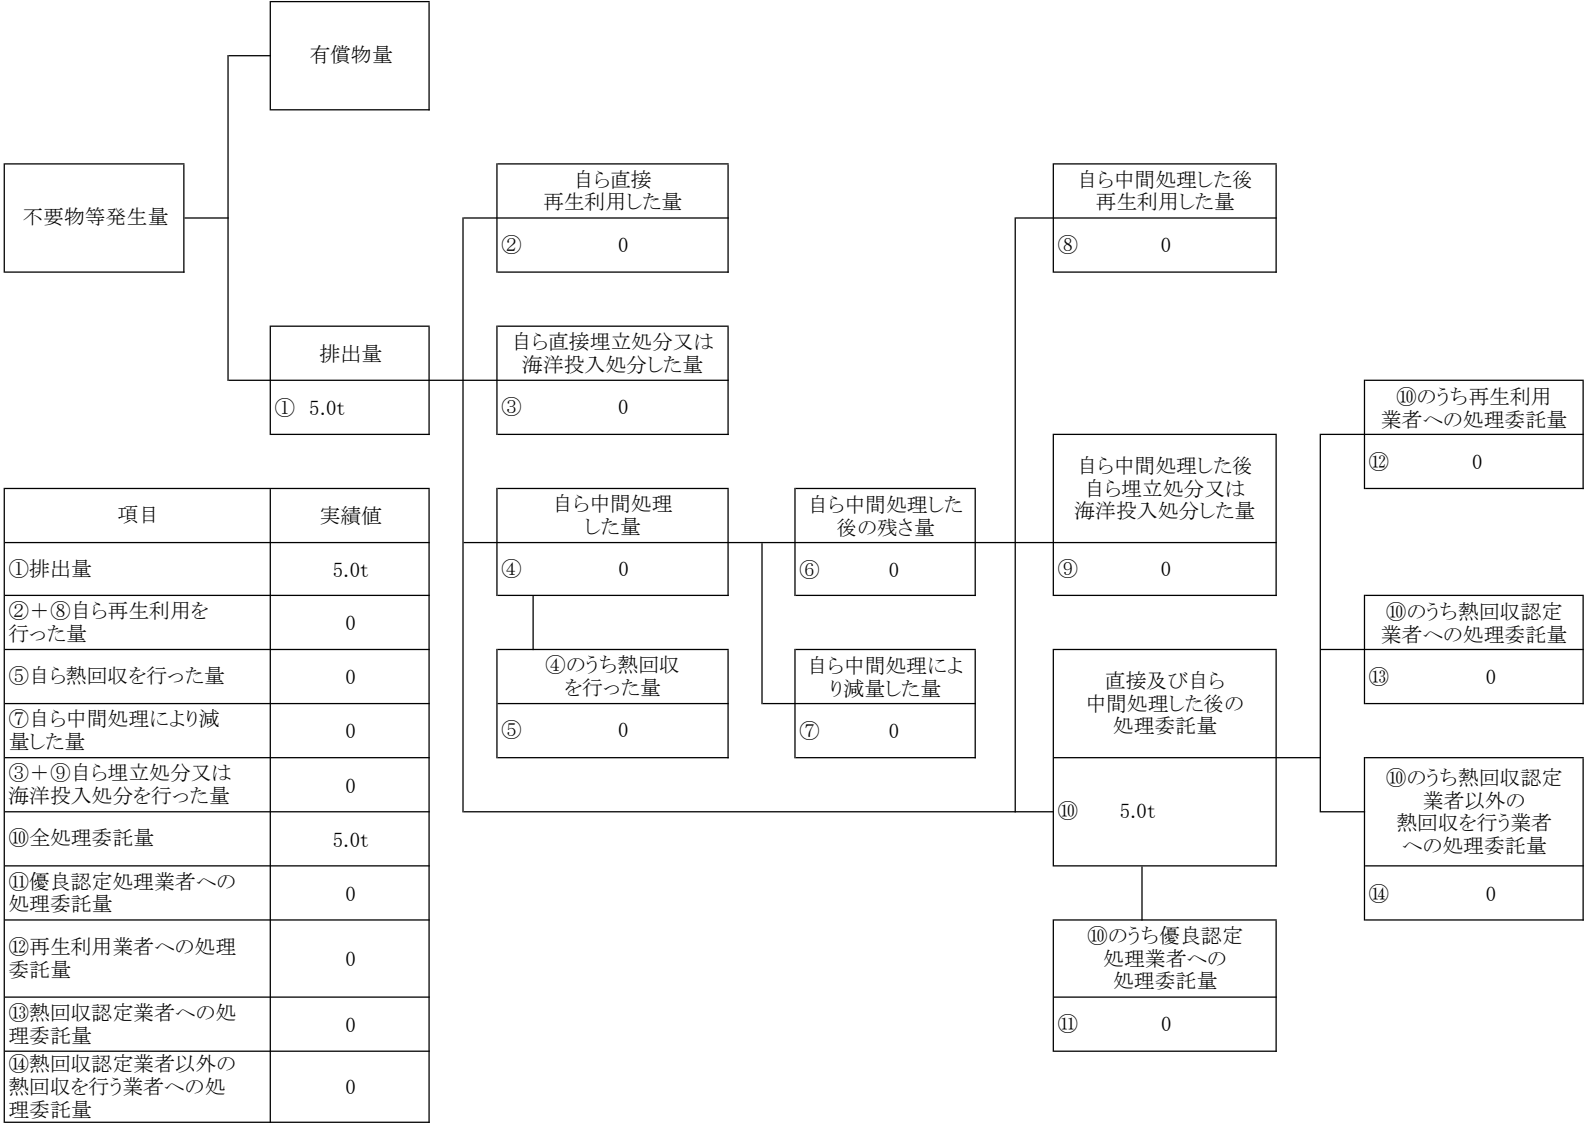 有償物量
不要物等発生量
自ら直接
再生利用した量
② 0
自ら中間処理した後
再生利用した量
⑧ 0
排出量
① 5.0t
自ら直接埋立処分又は
海洋投入処分した量
③ 0
⑩のうち再生利用
業者への処理委託量
⑫ 0
自ら中間処理した後
自ら埋立処分又は
海洋投入処分した量
⑨ 0
自ら中間処理
した量
④ 0
自ら中間処理した
後の残さ量
⑥ 0
④のうち熱回収
を行った量
⑤ 0
自ら中間処理によ
り減量した量
⑦ 0
直接及び自ら
中間処理した後の
処理委託量
⑩ 5.0t
⑩のうち熱回収認定
業者への処理委託量
⑬ 0
⑩のうち熱回収認定
業者以外の
熱回収を行う業者
への処理委託量
⑭ 0
⑩のうち優良認定
処理業者への
処理委託量
⑪ 0
項目 実績値
①排出量 5.0t
②＋⑧自ら再生利用を
行った量 0
⑤自ら熱回収を行った量 0
⑦自ら中間処理により減
量した量 0
③＋⑨自ら埋立処分又は
海洋投入処分を行った量 0
⑩全処理委託量 5.0t
⑪優良認定処理業者への
処理委託量 0
⑫再生利用業者への処理
委託量 0
⑬熱回収認定業者への処
理委託量 0
⑭熱回収認定業者以外の
熱回収を行う業者への処
理委託量 0